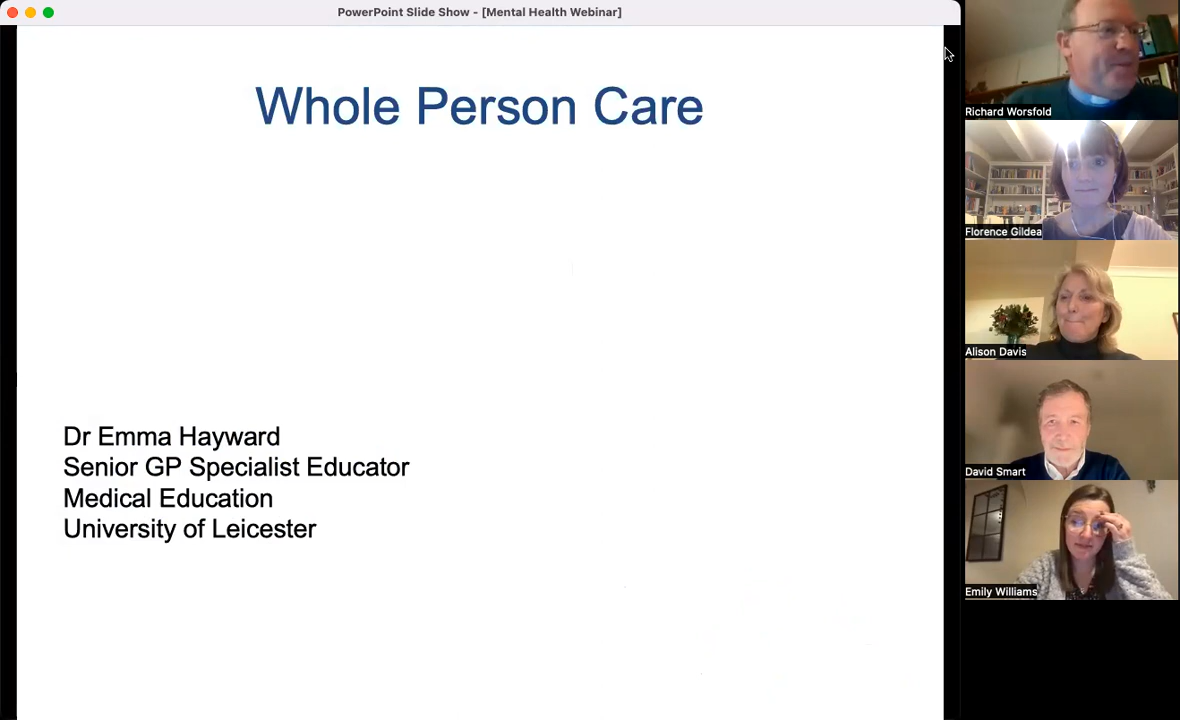 PowerPoint Slide Show - [Mental Health Webinar]
Whole Person Care
Dr Emma Hayward
Senior GP Specialist Educator
Medical Education
University of Leicester
Richard Worsfold
Florence Gildea
Alison Davis
David Smart
Emily Williams